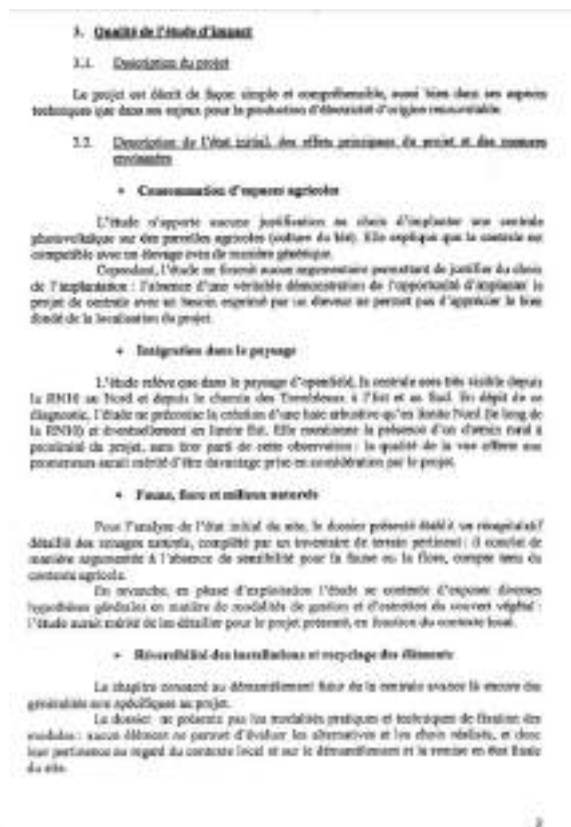 3. Qualité de l'étude d'impact
3.1. Description du projet
Le projet est décrit de façon simple et compréhensible, aussi bien dans ses aspects
techniques que dans ses enjeux pour la production d'électricité d'origine renouvelable.
3.2. Description de l'état initial, des effets principaux du projet et des mesures
envisagées
• Consommation d'espaces agricoles
L'étude n'apporte aucune justification au choix d'implanter une centrale
photovoltaïque sur des parcelles agricoles (culture du blé). Elle explique que la centrale est
compatible avec un élevage ovin de manière générique.
Cependant, l'étude ne fournit aucun argumentaire permettant de justifier du choix
de l'implantation : l'absence d'une véritable démonstration de l'opportunité d'implanter le
projet de centrale avec un besoin exprimé par un éleveur ne permet pas d'apprécier le bien
fondé de la localisation du projet.
• Intégration dans le paysage
L'étude relève que dans le paysage d'openfield, la centrale sera très visible depuis
la RN10 au Nord et depuis le chemin des Trembleaux à l'Est et au Sud. En dépit de ce
diagnostic, l'étude ne préconise la création d'une haie arbustive qu'en limite Nord (le long de
la RN10) et éventuellement en limite Est. Elle mentionne la présence d'un chemin rural à
proximité du projet, sans tirer parti de cette observation : la qualité de la vue offerte aux
promeneurs aurait mérité d'être davantage prise en considération par le projet.
• Faune, flore et milieux naturels
Pour l'analyse de l'état initial du site, le dossier présenté établit un récapitulatif
détaillé des zonages naturels, complété par un inventaire de terrain pertinent ; il conclut de
manière argumentée à l'absence de sensibilité pour la faune ou la flore, compte tenu du
contexte agricole.
En revanche, en phase d'exploitation l'étude se contente d'exposer diverses
hypothèses générales en matière de modalités de gestion et d'entretien du couvert végétal :
l'étude aurait mérité de les détailler pour le projet présenté, en fonction du contexte local.
• Réversibilité des installations et recyclage des éléments
Le chapitre consacré au démantèlement futur de la centrale avance là encore des
généralités non spécifiques au projet.
Le dossier ne présente pas les modalités pratiques et techniques de fixation des
modules : aucun élément ne permet d'évaluer les alternatives et les choix réalisés, et donc
leur pertinence au regard du contexte local et sur le démantèlement et la remise en état finale
du site.